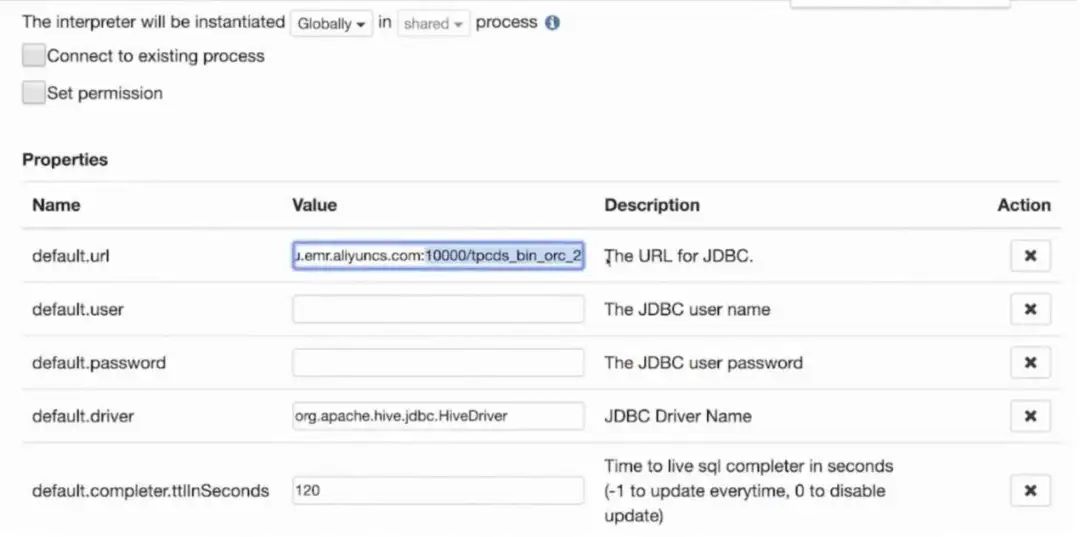 The interpreter will be instantiated Globally in shared process
Connect to existing process
Set permission
Properties
Name Value Description Action
default.url .emr.aliyuncs.com:10000/tpcds_bin_orc_2 The URL for JDBC.
default.user The JDBC user name
default.password The JDBC user password
default.driver org.apache.hive.jdbc.HiveDriver JDBC Driver Name
Time to live sql completer in seconds
default.completer.ttlInSeconds 120 (-1 to update everytime, 0 to disable
update)